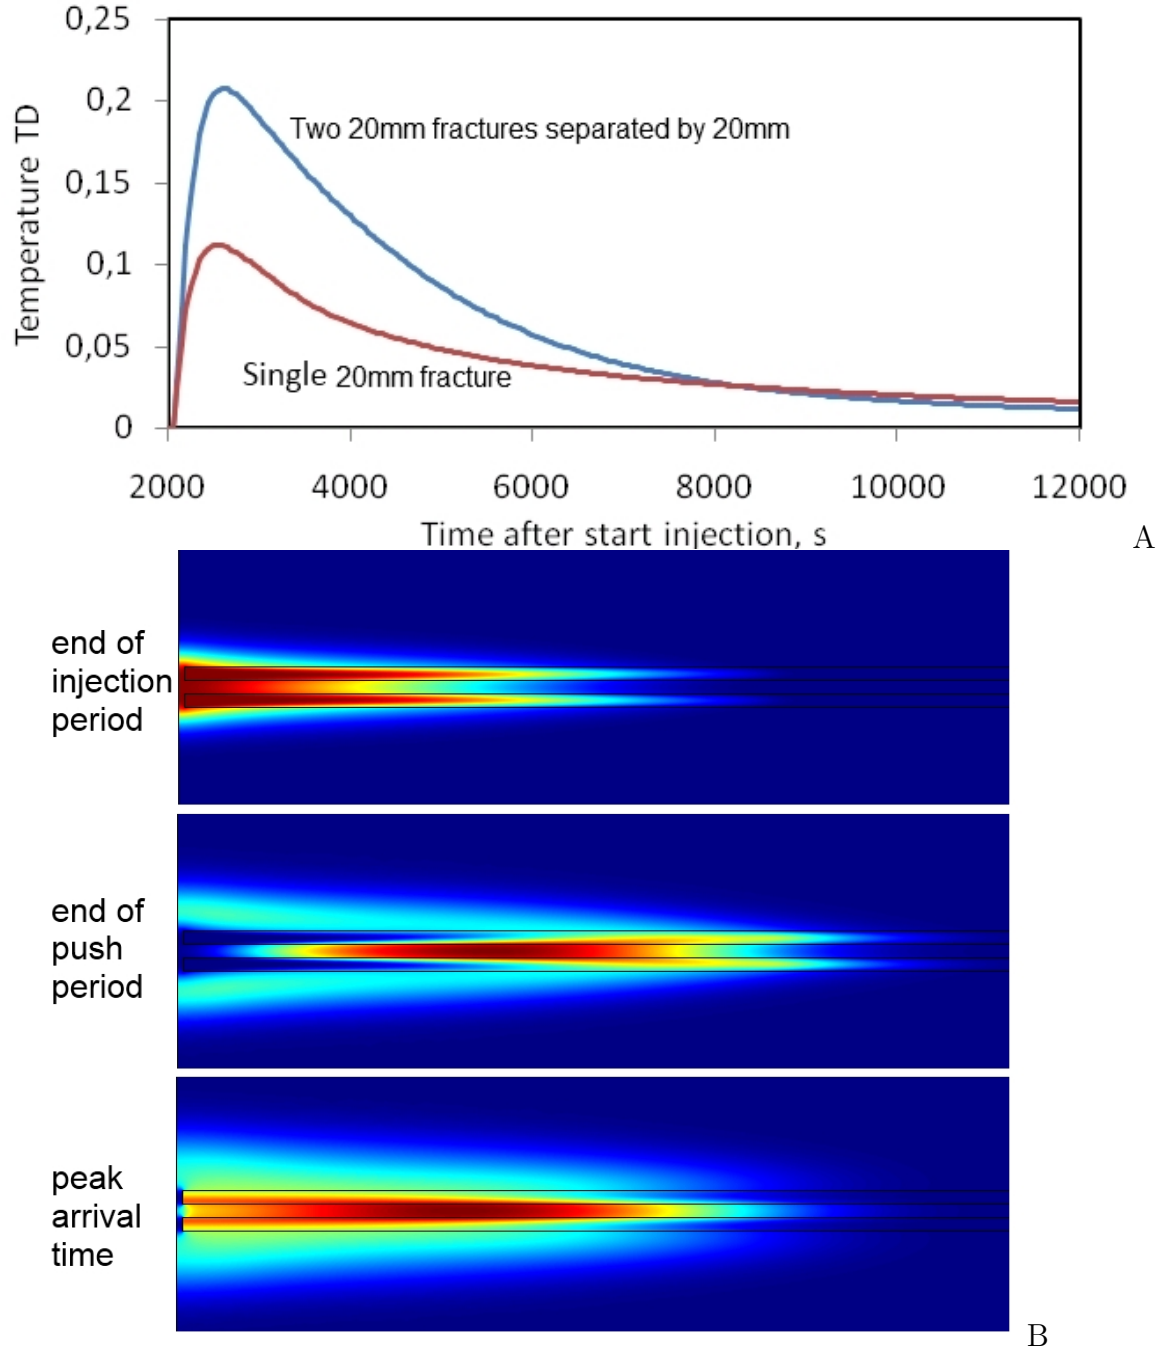 0,25
0,2
0,15
0,1
0,05
0
Temperature TD
Two 20mm fractures separated by 20mm
Single 20mm fracture
2000 4000 6000 8000 10000 12000
Time after start injection, s
A
end of
injection
period
end of
push
period
peak
arrival
time
B